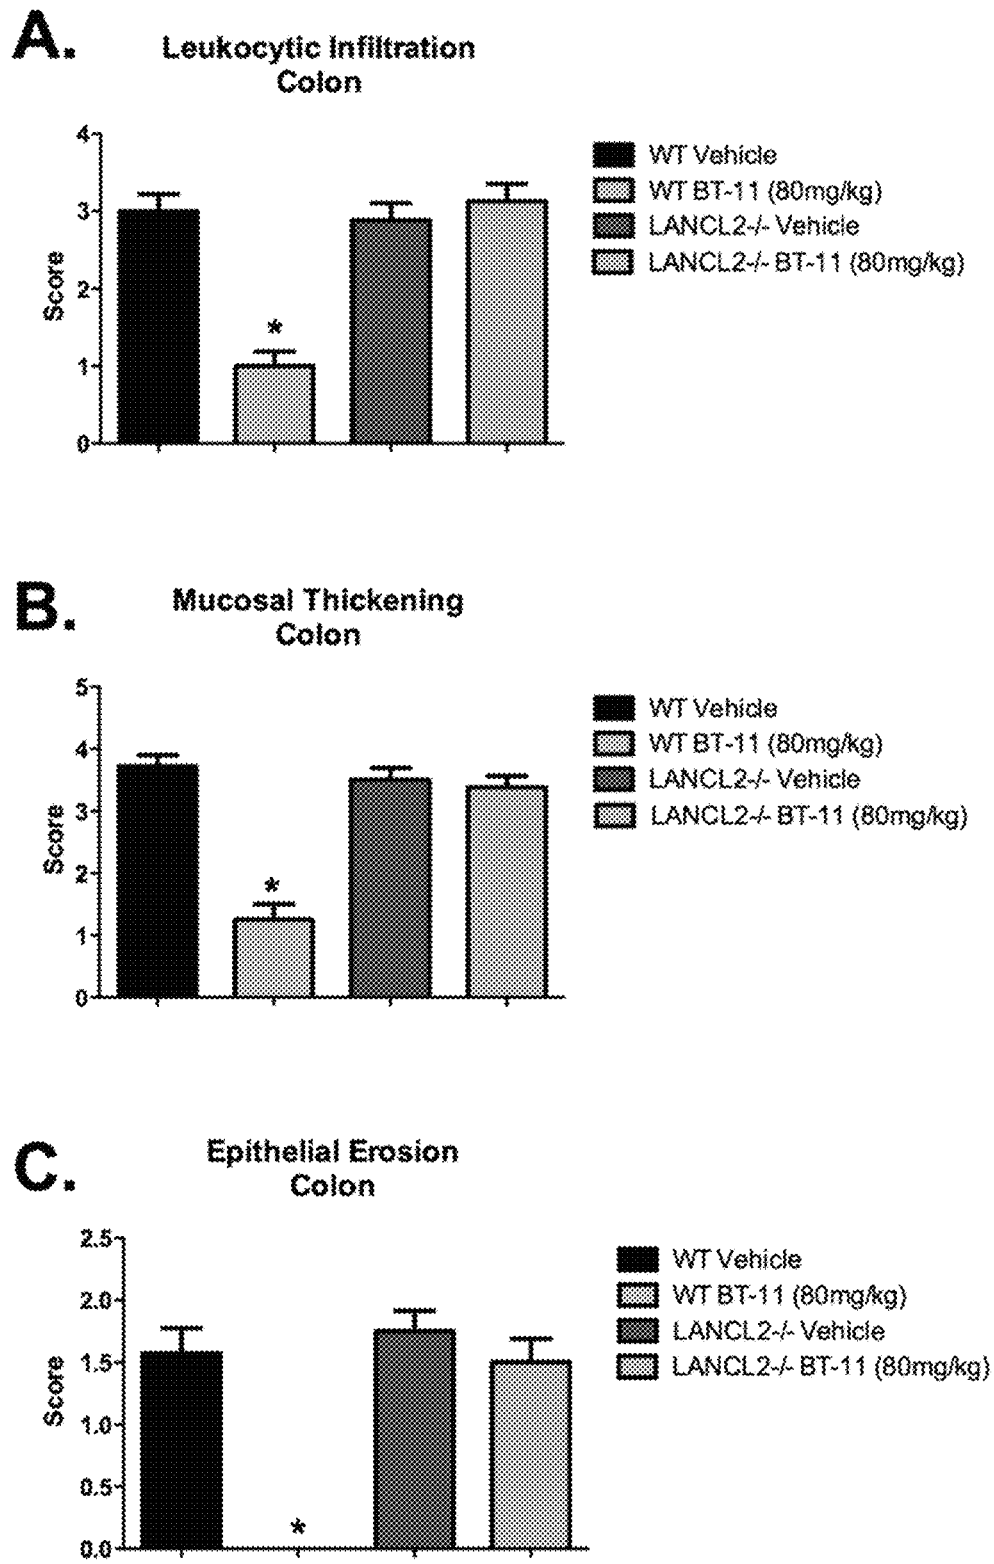 A.
Leukocytic Infiltration
Colon
4
3
2
1
0
Score
*
WT Vehicle
WT BT-11 (80mg/kg)
LANCL2-/- Vehicle
LANCL2-/- BT-11 (80mg/kg)
B.
Mucosal Thickening
Colon
5
4
3
2
1
0
Score
*
WT Vehicle
WT BT-11 (80mg/kg)
LANCL2-/- Vehicle
LANCL2-/- BT-11 (80mg/kg)
C.
Epithelial Erosion
Colon
2.5
2.0
1.5
1.0
0.5
0.0
Score
*
WT Vehicle
WT BT-11 (80mg/kg)
LANCL2-/- Vehicle
LANCL2-/- BT-11 (80mg/kg)